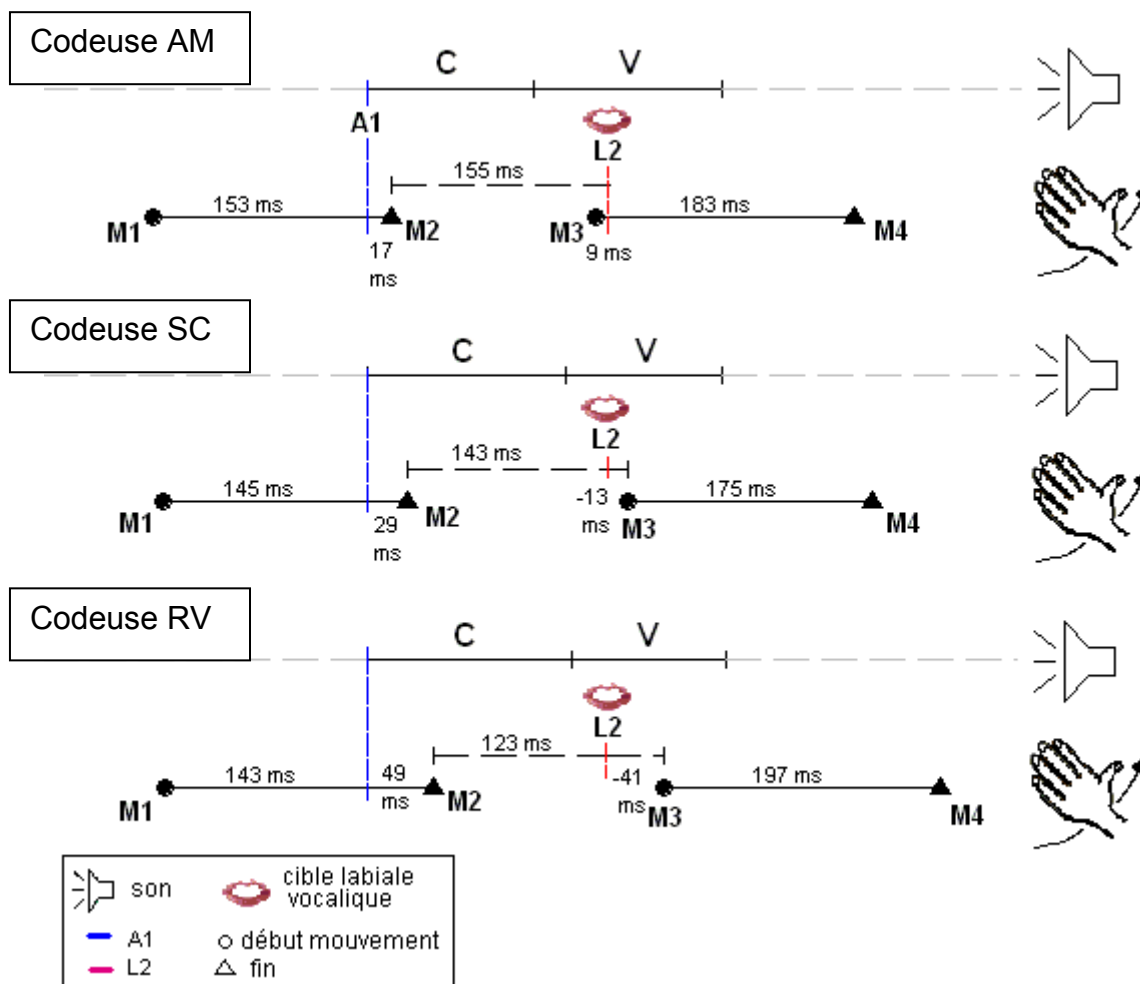 Codeuse AM
C V
A1
L2
155 ms
153 ms 183 ms
M1 M2 M3 M4
17 9 ms
ms
Codeuse SC
C V
L2
143 ms
145 ms -13 175 ms
M1 M2 ms M3 M4
29
ms
Codeuse RV
C V
L2
123 ms
143 ms 49 -41 197 ms
M1 ms M2 ms M3 M4
son cible labiale
vocalique
A1 début mouvement
L2 fin